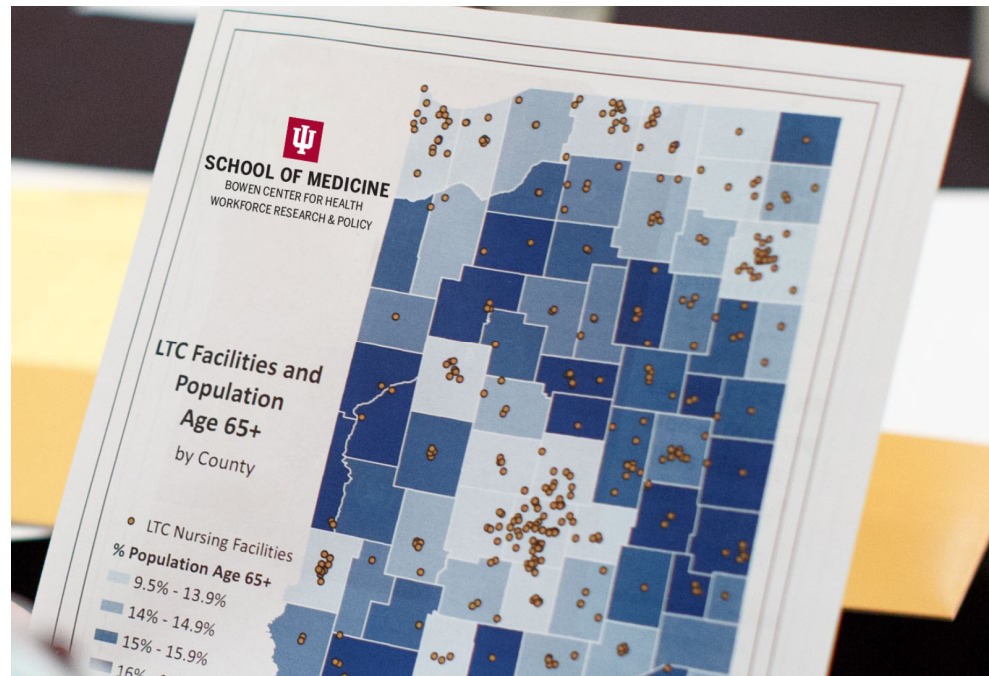 SCHOOL OF MEDICINE
BOWEN CENTER FOR HEALTH
WORKFORCE RESEARCH & POLICY
LTC Facilities and
Population
Age 65+
by County
LTC Nursing Facilities
% Population Age 65+
9.5% - 13.9%
14% - 14.9%
15% - 15.9%
16% -